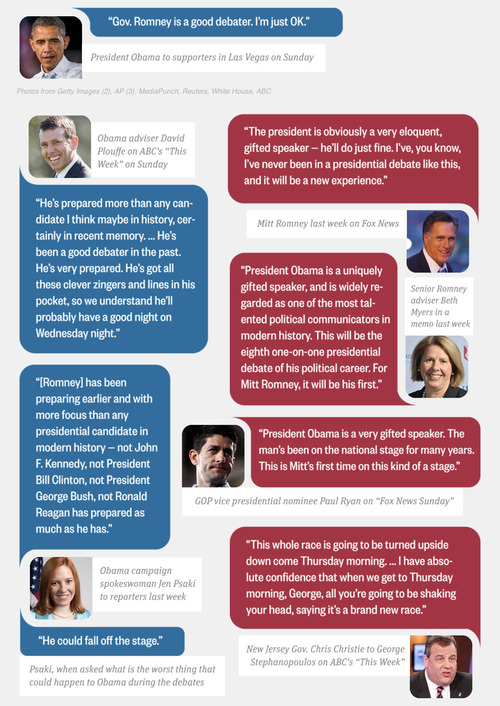 “Gov. Romney is a good debater. I’m just OK.”
President Obama to supporters in Las Vegas on Sunday
Photos from Getty Images (2), AP (3), MediaPunch, Reuters, White House, ABC
Obama adviser David
Plouffe on ABC’s “This
Week” on Sunday
“He’s prepared more than any can-
didate I think maybe in history, cer-
tainly in recent memory. ... He’s
been a good debater in the past.
He’s very prepared. He’s got all
these clever zingers and lines in his
pocket, so we understand he’ll
probably have a good night on
Wednesday night.”
“The president is obviously a very eloquent,
gifted speaker – he’ll do just fine. I’ve, you know,
I’ve never been in a presidential debate like this,
and it will be a new experience.”
Mitt Romney last week on Fox News
“President Obama is a uniquely
gifted speaker, and is widely re-
garded as one of the most tal-
ented political communicators in
modern history. This will be the
eighth one-on-one presidential
debate of his political career. For
Mitt Romney, it will be his first.”
Senior Romney
adviser Beth
Myers in a
memo last week
“[Romney] has been
preparing earlier and with
more focus than any
presidential candidate in
modern history – not John
F. Kennedy, not President
Bill Clinton, not President
George Bush, not Ronald
Reagan has prepared as
much as he has.”
“President Obama is a very gifted speaker. The
man’s been on the national stage for many years.
This is Mitt’s first time on this kind of a stage.”
GOP vice presidential nominee Paul Ryan on “Fox News Sunday”
Obama campaign
spokeswoman Jen Psaki
to reporters last week
“He could fall off the stage.”
Psaki, when asked what is the worst thing that
could happen to Obama during the debates
“This whole race is going to be turned upside
down come Thursday morning. ... I have abso-
lute confidence that when we get to Thursday
morning, George, all you’re going to be shaking
your head, saying it’s a brand new race.”
New Jersey Gov. Chris Christie to George
Stephanopoulos on ABC’s “This Week”